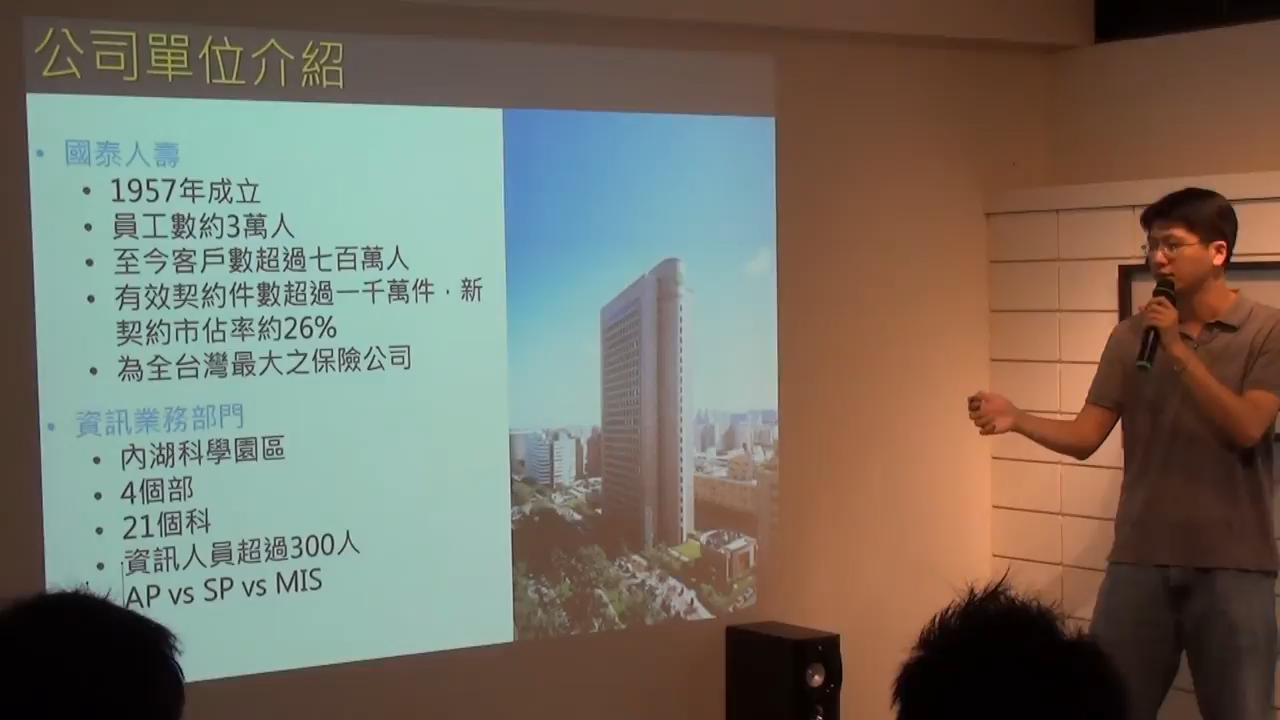 公司單位介紹
• 國泰人壽
• 1957年成立
• 員工數約3萬人
• 至今客戶數超過七百萬人
• 有效契約件數超過一千萬件，新
契約市佔率約26%
• 為全台灣最大之保險公司
• 資訊業務部門
• 內湖科學園區
• 4個部
• 21個科
• 資訊人員超過300人
AP vs SP vs MIS